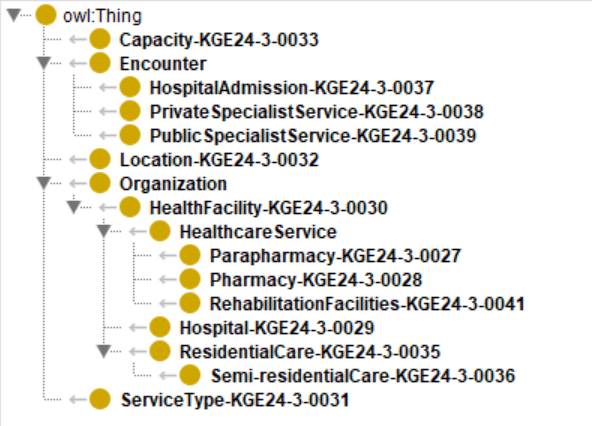 owl:Thing
Capacity-KGE24-3-0033
Encounter
HospitalAdmission-KGE24-3-0037
PrivateSpecialistService-KGE24-3-0038
PublicSpecialistService-KGE24-3-0039
Location-KGE24-3-0032
Organization
HealthFacility-KGE24-3-0030
HealthcareService
Parapharmacy-KGE24-3-0027
Pharmacy-KGE24-3-0028
RehabilitationFacilities-KGE24-3-0041
Hospital-KGE24-3-0029
ResidentialCare-KGE24-3-0035
Semi-residentialCare-KGE24-3-0036
ServiceType-KGE24-3-0031